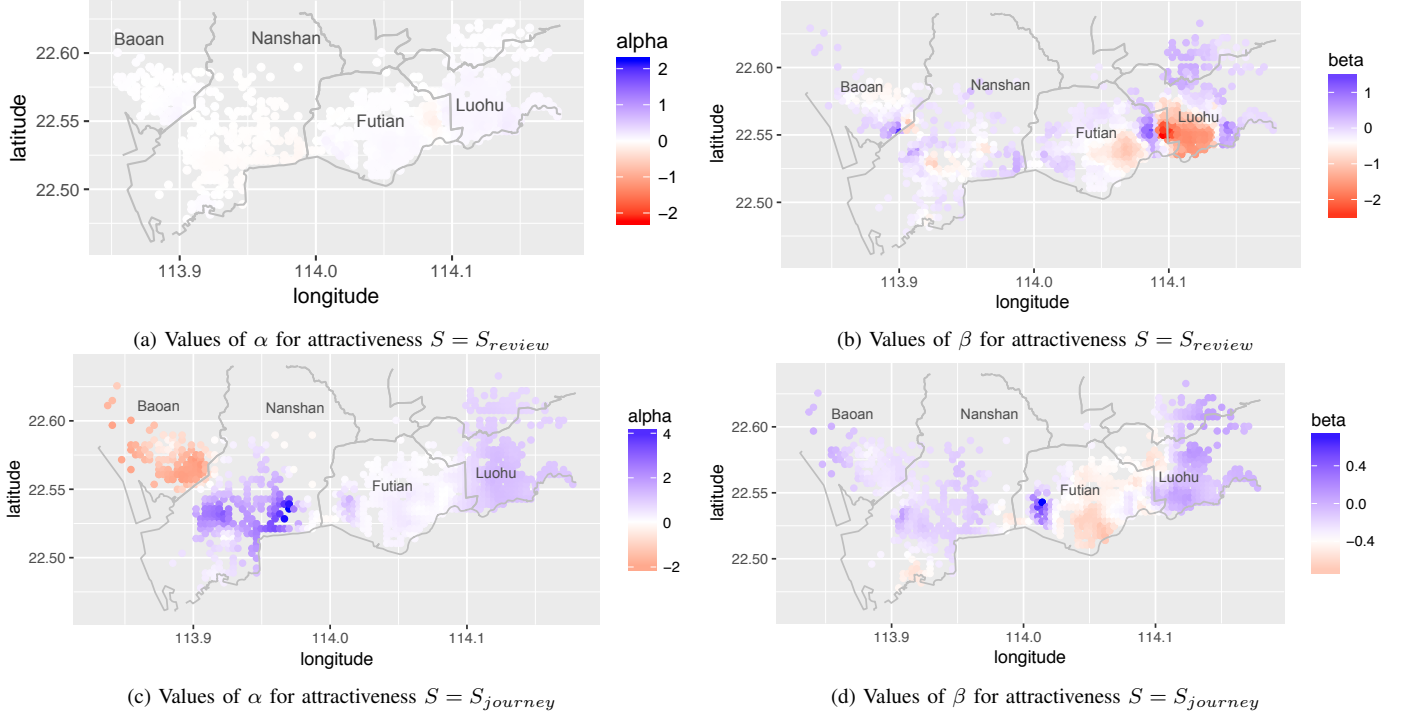 Baoan
Nanshan
Futian
Luohu
22.60
22.55
22.50
latitude
113.9
114.0
114.1
longitude
alpha
2
1
0
−1
−2
(a) Values of α for attractiveness S = S_review
Baoan
Nanshan
Futian
Luohu
22.60
22.55
22.50
latitude
113.9
114.0
114.1
longitude
beta
1
0
−1
−2
(b) Values of β for attractiveness S = S_review
Baoan
Nanshan
Futian
Luohu
22.60
22.55
22.50
latitude
113.9
114.0
114.1
longitude
alpha
4
2
0
−2
(c) Values of α for attractiveness S = S_journey
Baoan
Nanshan
Futian
Luohu
22.60
22.55
22.50
latitude
113.9
114.0
114.1
longitude
beta
0.4
0.0
−0.4
(d) Values of β for attractiveness S = S_journey